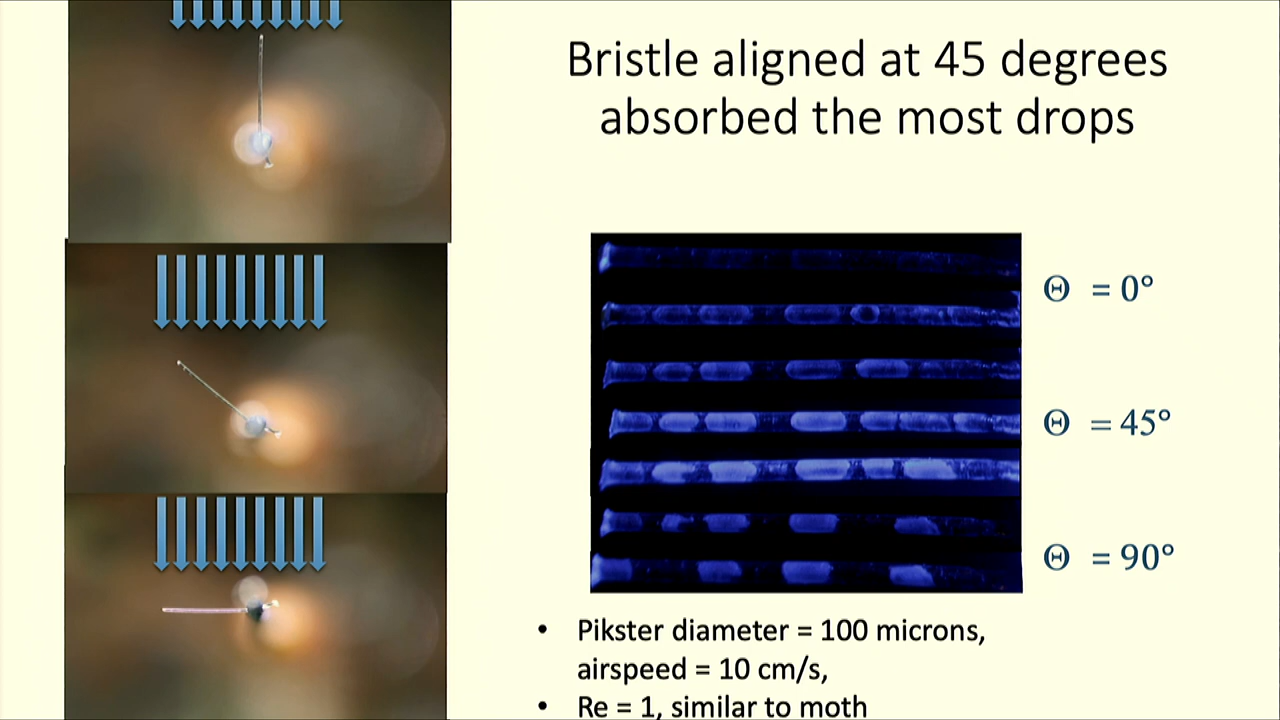 Bristle aligned at 45 degrees
absorbed the most drops
Θ = 0°
Θ = 45°
Θ = 90°
• Pikster diameter = 100 microns,
airspeed = 10 cm/s,
• Re = 1, similar to moth